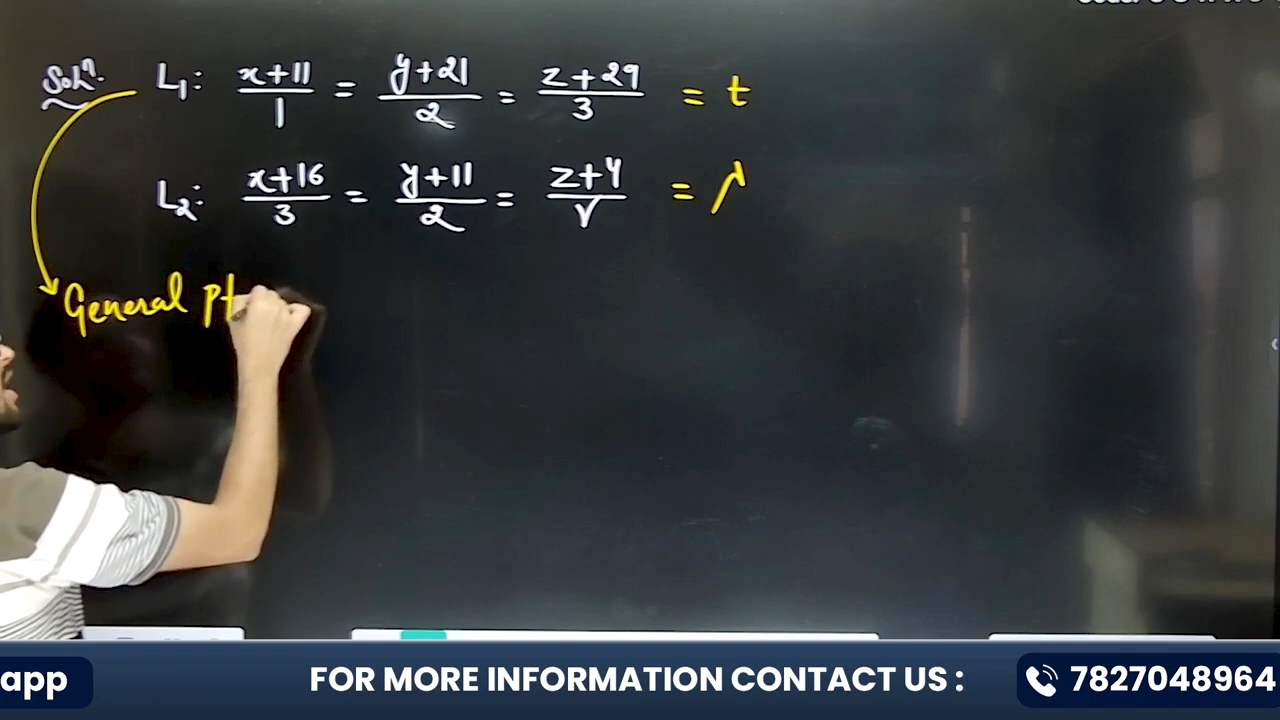 Solⁿ. L₁: x+11/1 = y+21/2 = z+29/3 = t
L₂: x+16/3 = y+11/2 = z+4/γ = λ
General pt
app FOR MORE INFORMATION CONTACT US : 7827048964